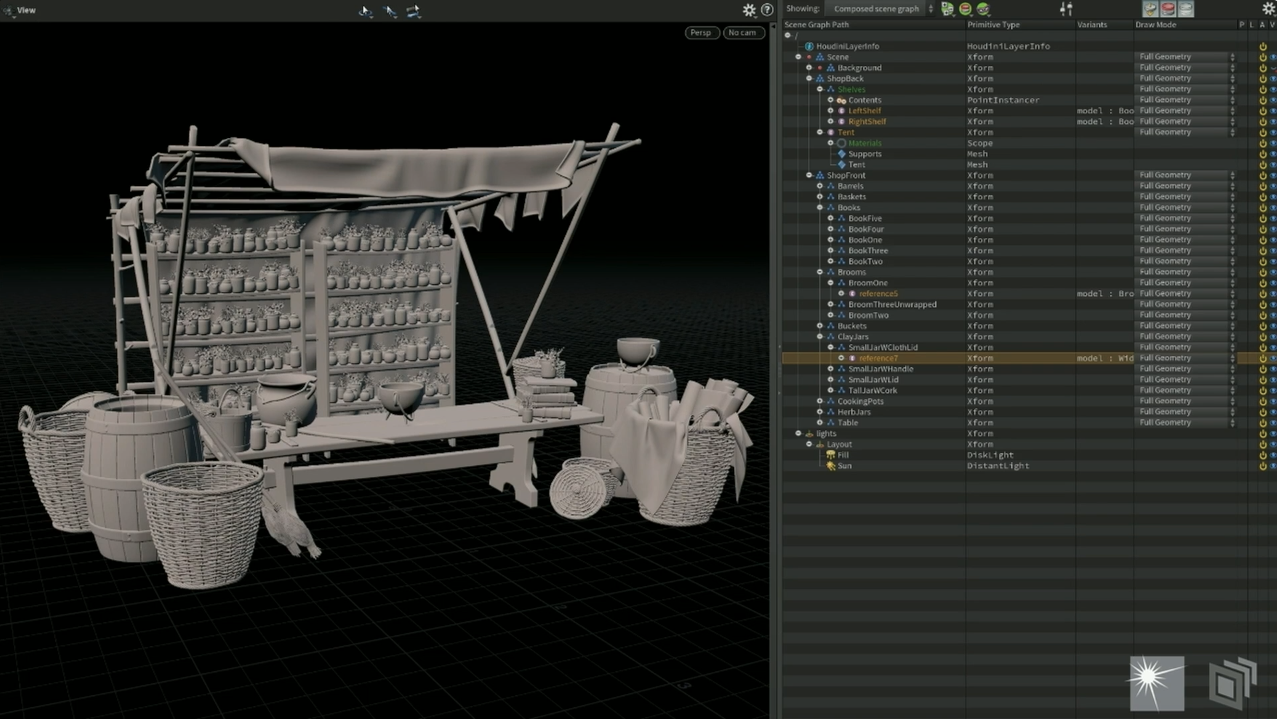 View
Persp No cam
Showing: Composed scene graph
Scene Graph Path Primitive Type Variants Draw Mode P L A V
/
HoudiniLayerInfo HoudiniLayerInfo
Scene Xform Full Geometry
Background Xform Full Geometry
ShopBack Xform Full Geometry
Shelves Xform Full Geometry
Contents PointInstancer Full Geometry
LeftShelf Xform model : Boo Full Geometry
RightShelf Xform model : Boo Full Geometry
Tent Xform Full Geometry
Materials Scope
Supports Mesh
Tent Mesh
ShopFront Xform Full Geometry
Barrels Xform Full Geometry
Baskets Xform Full Geometry
Books Xform Full Geometry
BookFive Xform Full Geometry
BookFour Xform Full Geometry
BookOne Xform Full Geometry
BookThree Xform Full Geometry
BookTwo Xform Full Geometry
Brooms Xform Full Geometry
BroomOne Xform Full Geometry
reference5 Xform model : Bro Full Geometry
BroomThreeUnwrapped Xform Full Geometry
BroomTwo Xform Full Geometry
Buckets Xform Full Geometry
ClayJars Xform Full Geometry
SmallJarWClothLid Xform Full Geometry
reference7 Xform model : Wid Full Geometry
SmallJarWHandle Xform Full Geometry
SmallJarWLid Xform Full Geometry
TallJarWCork Xform Full Geometry
CookingPots Xform Full Geometry
HerbJars Xform Full Geometry
Table Xform Full Geometry
lights Xform
Layout Xform
Fill DiskLight
Sun DistantLight